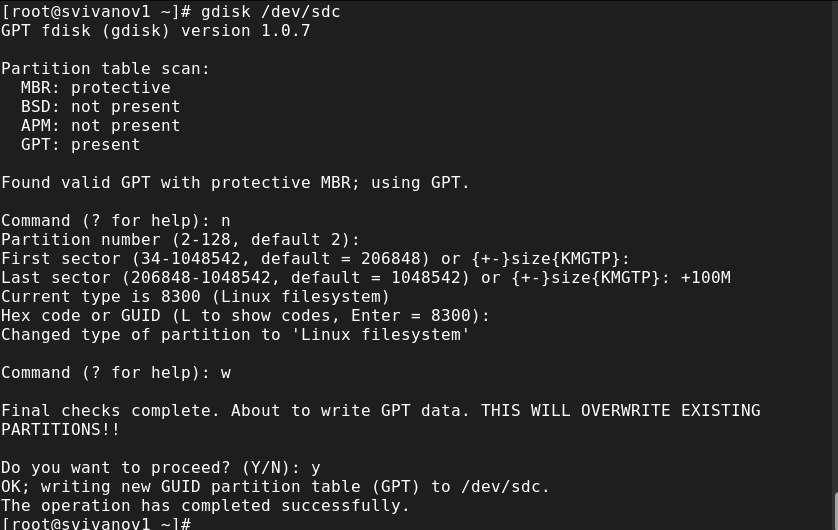 [root@svivanov1 ~]# gdisk /dev/sdc
GPT fdisk (gdisk) version 1.0.7
Partition table scan:
MBR: protective
BSD: not present
APM: not present
GPT: present
Found valid GPT with protective MBR; using GPT.
Command (? for help): n
Partition number (2-128, default 2):
First sector (34-1048542, default = 206848) or {+-}size{KMGTP}:
Last sector (206848-1048542, default = 1048542) or {+-}size{KMGTP}: +100M
Current type is 8300 (Linux filesystem)
Hex code or GUID (L to show codes, Enter = 8300):
Changed type of partition to 'Linux filesystem'
Command (? for help): w
Final checks complete. About to write GPT data. THIS WILL OVERWRITE EXISTING
PARTITIONS!!
Do you want to proceed? (Y/N): y
OK; writing new GUID partition table (GPT) to /dev/sdc.
The operation has completed successfully.
[root@svivanov1 ~]#